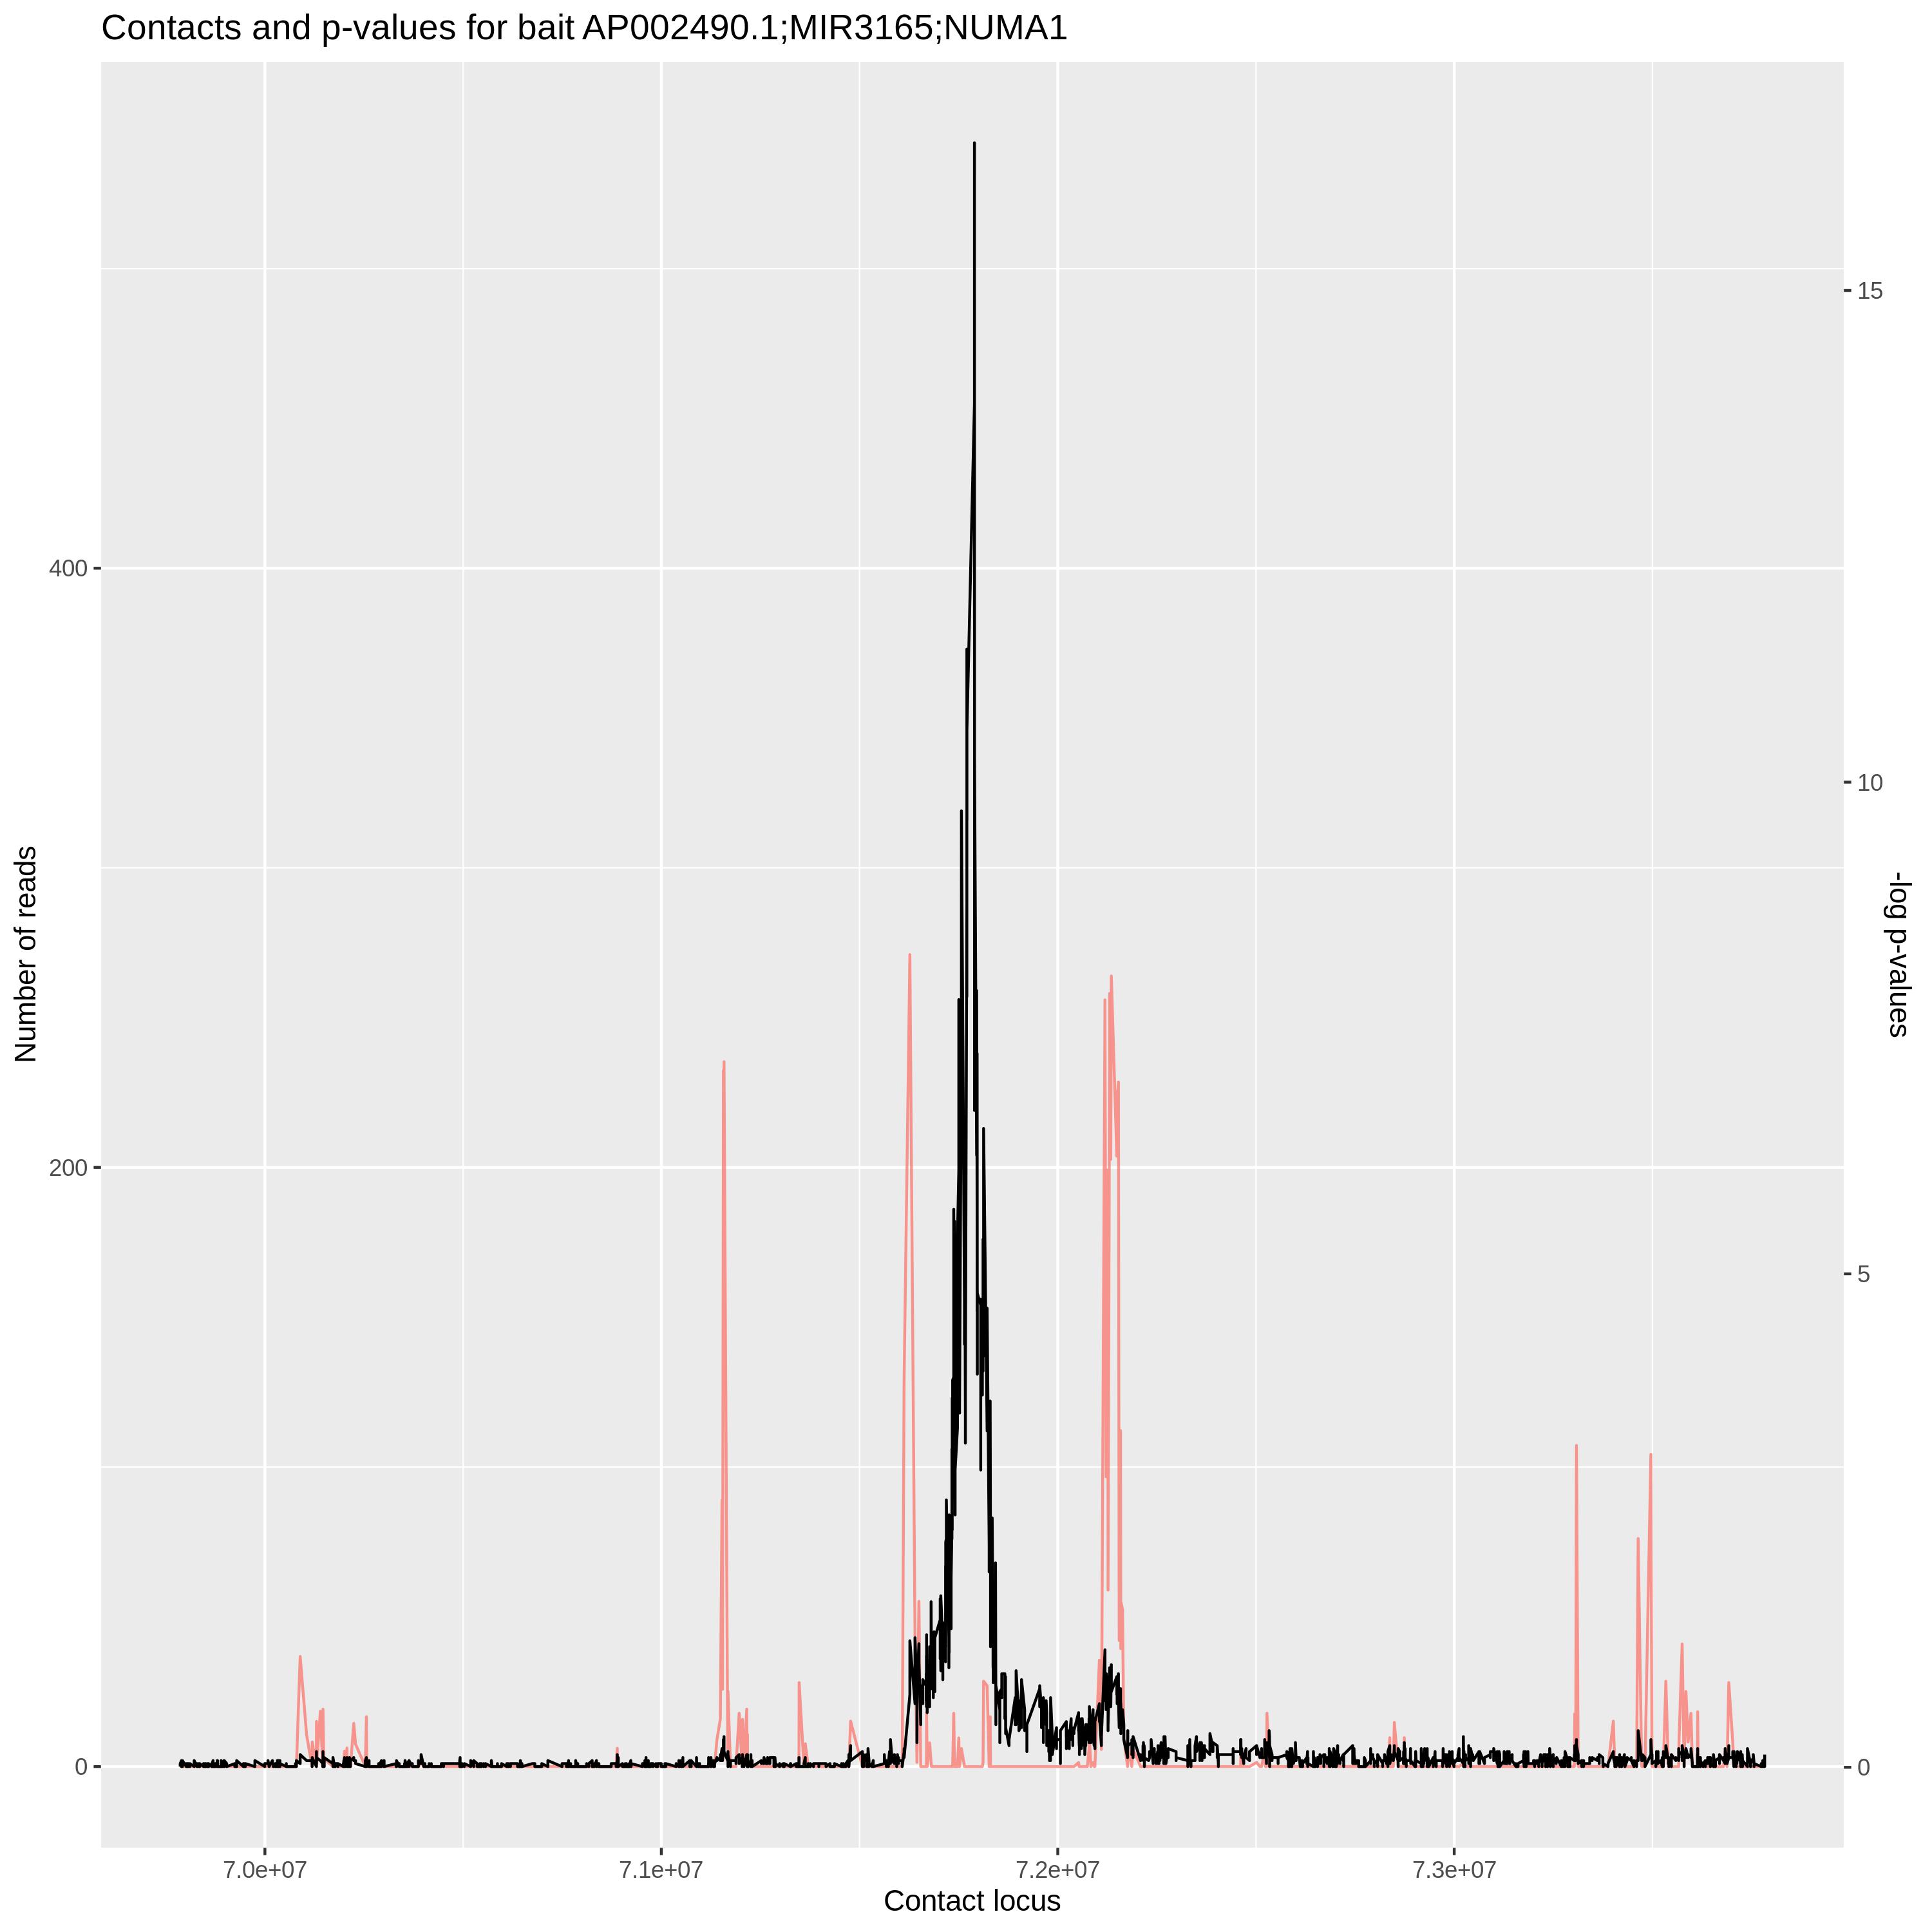 Contacts and p-values for bait AP002490.1;MIR3165;NUMA1
Number of reads
400
200
0
15
10
5
0
-log p-values
7.0e+07
7.1e+07
7.2e+07
7.3e+07
Contact locus